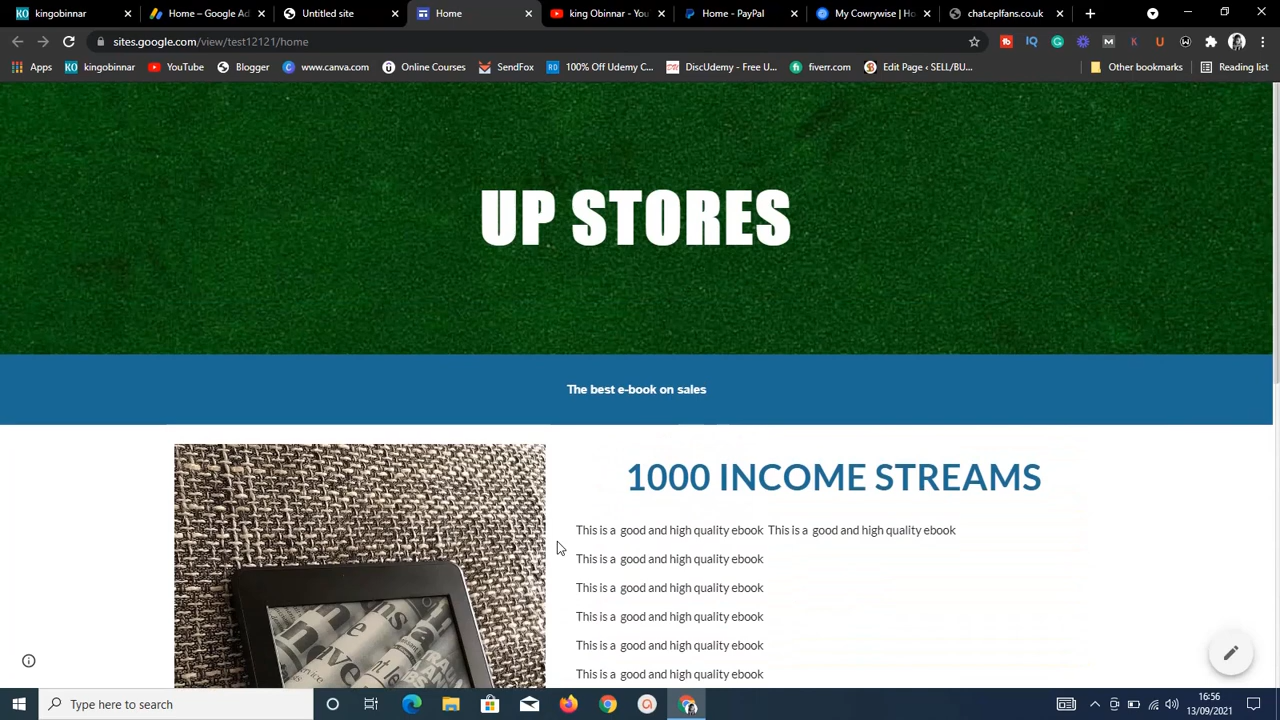 kingobinnar
Home – Google Ad
Untitled site
Home
king Obinnar - You
Home - PayPal
My Cowrywise | Ho
chat.eplfans.co.uk
sites.google.com/view/test12121/home
Apps
kingobinnar
YouTube
Blogger
www.canva.com
Online Courses
SendFox
100% Off Udemy C...
DiscUdemy - Free U...
fiverr.com
Edit Page ‹ SELL/BU...
Other bookmarks
Reading list
UP STORES
The best e-book on sales
1000 INCOME STREAMS
This is a good and high quality ebook This is a good and high quality ebook
This is a good and high quality ebook
This is a good and high quality ebook
This is a good and high quality ebook
This is a good and high quality ebook
This is a good and high quality ebook
Type here to search
16:56
13/09/2021